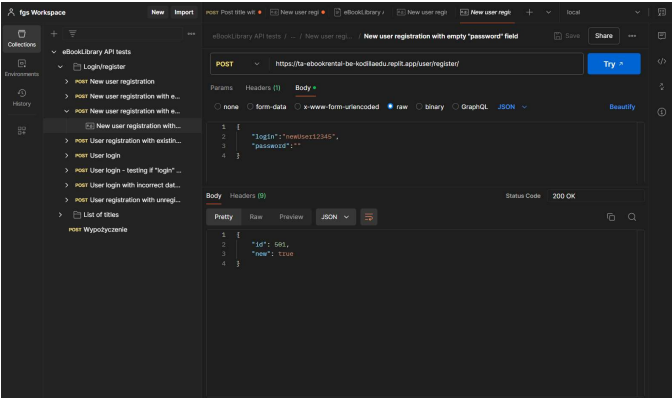 fgs Workspace
New Import
POST Post title wit
New user regi
eBookLibrary
New user regi
New user regi
local
Collections
Environments
History
eBookLibrary API tests
Login/register
POST New user registration
POST New user registration with e...
POST New user registration with e...
New user registration with...
POST User registration with existin...
POST User login
POST User login - testing if "login" ...
POST User login with incorrect dat...
POST User registration with unregi...
List of titles
POST Wypożyczenie
eBookLibrary API tests / ... / New user regi... / New user registration with empty "password" field
Save Share
POST https://ta-ebookrental-be-kodillaedu.replit.app/user/register/ Try
Params Headers (1) Body
none form-data x-www-form-urlencoded raw binary GraphQL JSON Beautify
1 {
2 "login":"newUser12345",
3 "password":""
4 }
Body Headers (9) Status Code 200 OK
Pretty Raw Preview JSON
1 {
2 "id": 501,
3 "new": true
4 }